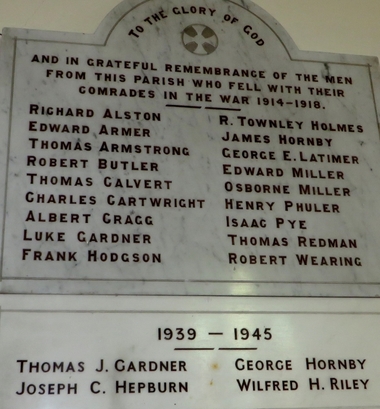 TO THE GLORY OF GOD
AND IN GRATEFUL REMEMBRANCE OF THE MEN
FROM THIS PARISH WHO FELL WITH THEIR
COMRADES IN THE WAR 1914-1918.
RICHARD ALSTON
EDWARD ARMER
THOMAS ARMSTRONG
ROBERT BUTLER
THOMAS CALVERT
CHARLES CARTWRIGHT
ALBERT CRAGG
LUKE GARDNER
FRANK HODGSON
R. TOWNLEY HOLMES
JAMES HORNBY
GEORGE E. LATIMER
EDWARD MILLER
OSBORNE MILLER
HENRY PHULER
ISAAC PYE
THOMAS REDMAN
ROBERT WEARING
1939 — 1945
THOMAS J. GARDNER
JOSEPH C. HEPBURN
GEORGE HORNBY
WILFRED H. RILEY